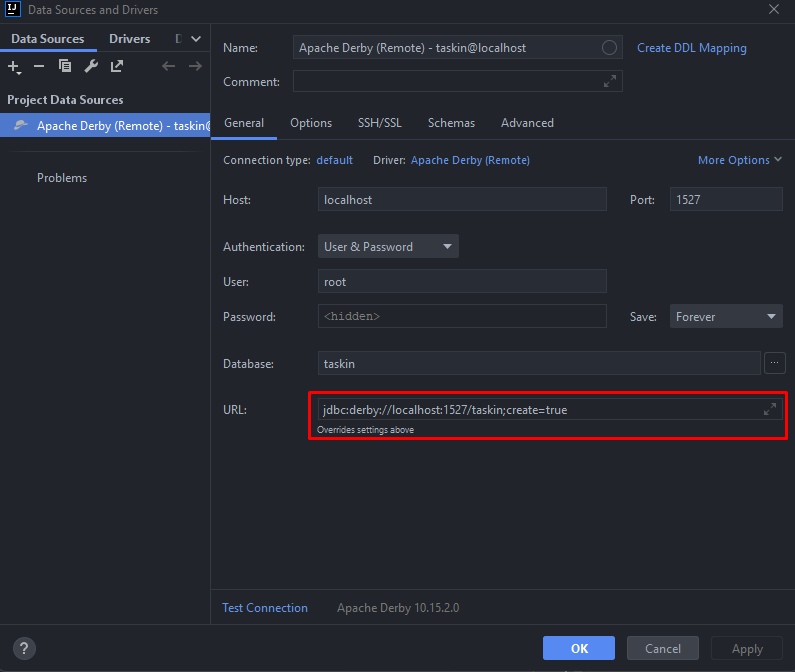 IJ Data Sources and Drivers
Data Sources Drivers D
Project Data Sources
Apache Derby (Remote) - taskin@
Problems
Name: Apache Derby (Remote) - taskin@localhost Create DDL Mapping
Comment:
General Options SSH/SSL Schemas Advanced
Connection type: default Driver: Apache Derby (Remote) More Options
Host: localhost Port: 1527
Authentication: User & Password
User: root
Password: <hidden> Save: Forever
Database: taskin ...
URL: jdbc:derby://localhost:1527/taskin;create=true
Overrides settings above
Test Connection Apache Derby 10.15.2.0
? OK Cancel Apply